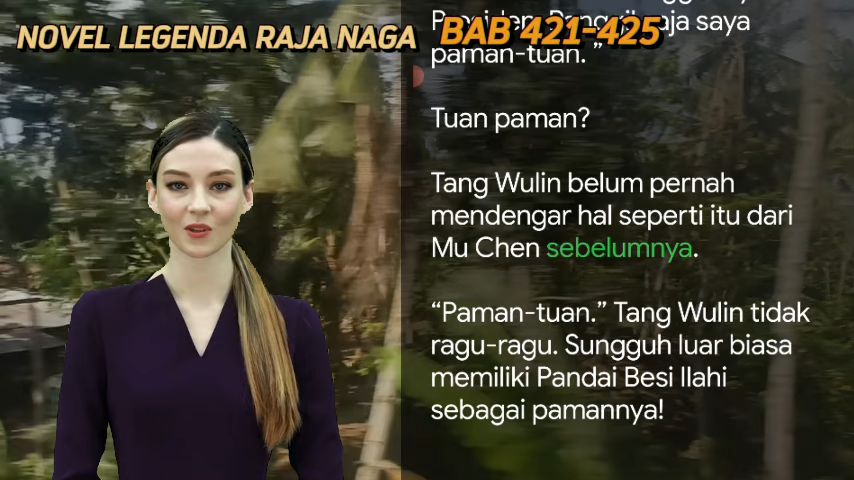 NOVEL LEGENDA RAJA NAGA BAB 421-425
saya
paman-tuan. ”
Tuan paman?
Tang Wulin belum pernah
mendengar hal seperti itu dari
Mu Chen sebelumnya.
“Paman-tuan.” Tang Wulin tidak
ragu-ragu. Sungguh luar biasa
memiliki Pandai Besi Ilahi
sebagai pamannya!